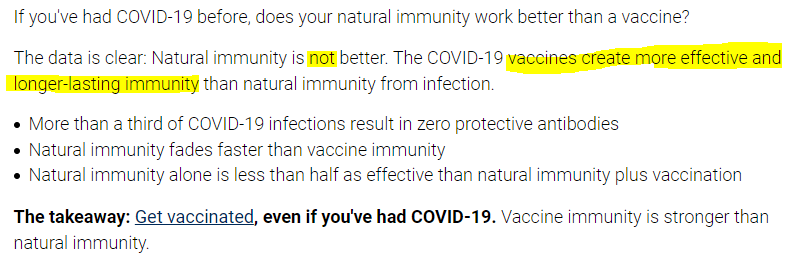 If you've had COVID-19 before, does your natural immunity work better than a vaccine?
The data is clear: Natural immunity is not better. The COVID-19 vaccines create more effective and
longer-lasting immunity than natural immunity from infection.
• More than a third of COVID-19 infections result in zero protective antibodies
• Natural immunity fades faster than vaccine immunity
• Natural immunity alone is less than half as effective than natural immunity plus vaccination
The takeaway: Get vaccinated, even if you've had COVID-19. Vaccine immunity is stronger than
natural immunity.